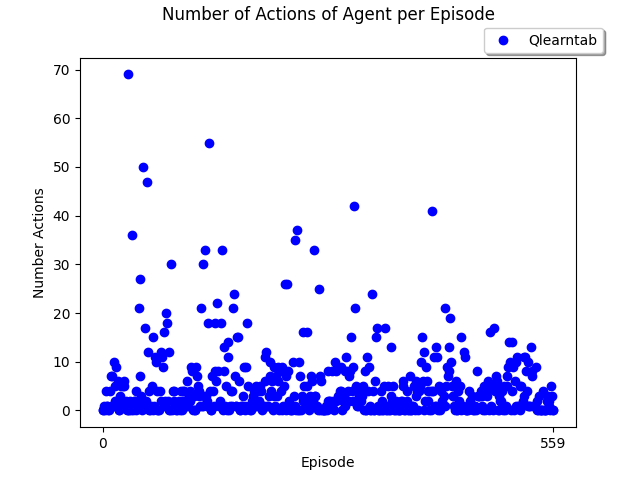 Number of Actions of Agent per Episode
Qlearntab
70
60
50
40
30
20
10
0
Number Actions
0 559
Episode